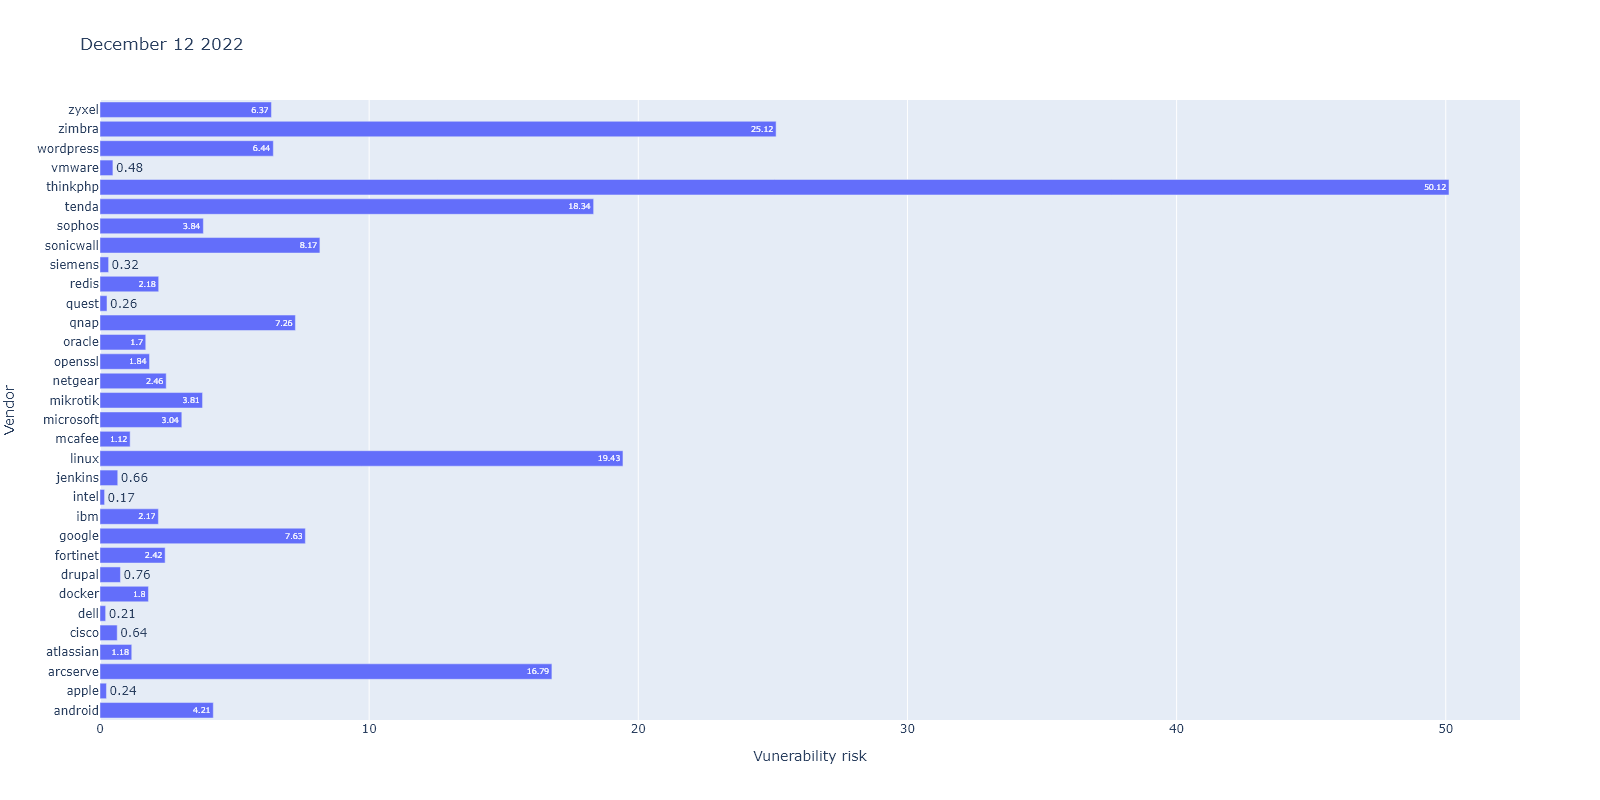 December 12 2022
zyxel 6.37
zimbra 25.12
wordpress 6.44
vmware 0.48
thinkphp 50.12
tenda 18.34
sophos 3.84
sonicwall 8.17
siemens 0.32
redis 2.18
quest 0.26
qnap 7.26
oracle 1.7
openssl 1.84
netgear 2.46
mikrotik 3.81
microsoft 3.04
mcafee 1.12
linux 19.43
jenkins 0.66
intel 0.17
ibm 2.17
google 7.63
fortinet 2.42
drupal 0.76
docker 1.8
dell 0.21
cisco 0.64
atlassian 1.18
arcserve 16.79
apple 0.24
android 4.21
Vendor
0 10 20 30 40 50
Vunerability risk